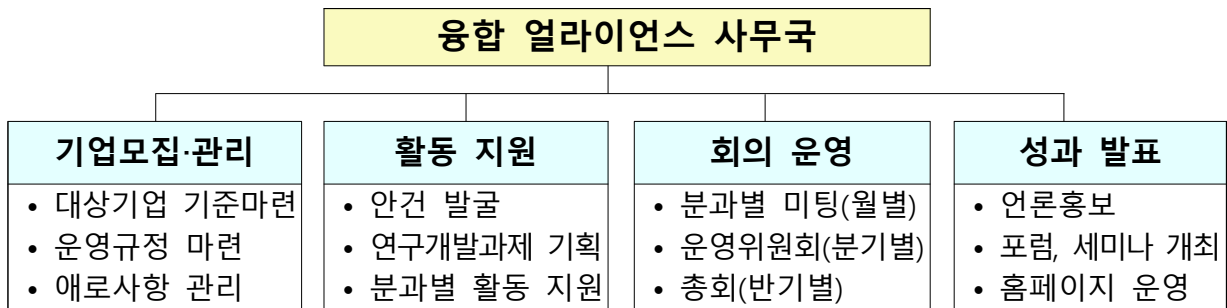 융합 얼라이언스 사무국
기업모집·관리
• 대상기업 기준마련
• 운영규정 마련
• 애로사항 관리
활동 지원
• 안건 발굴
• 연구개발과제 기획
• 분과별 활동 지원
회의 운영
• 분과별 미팅(월별)
• 운영위원회(분기별)
• 총회(반기별)
성과 발표
• 언론홍보
• 포럼, 세미나 개최
• 홈페이지 운영